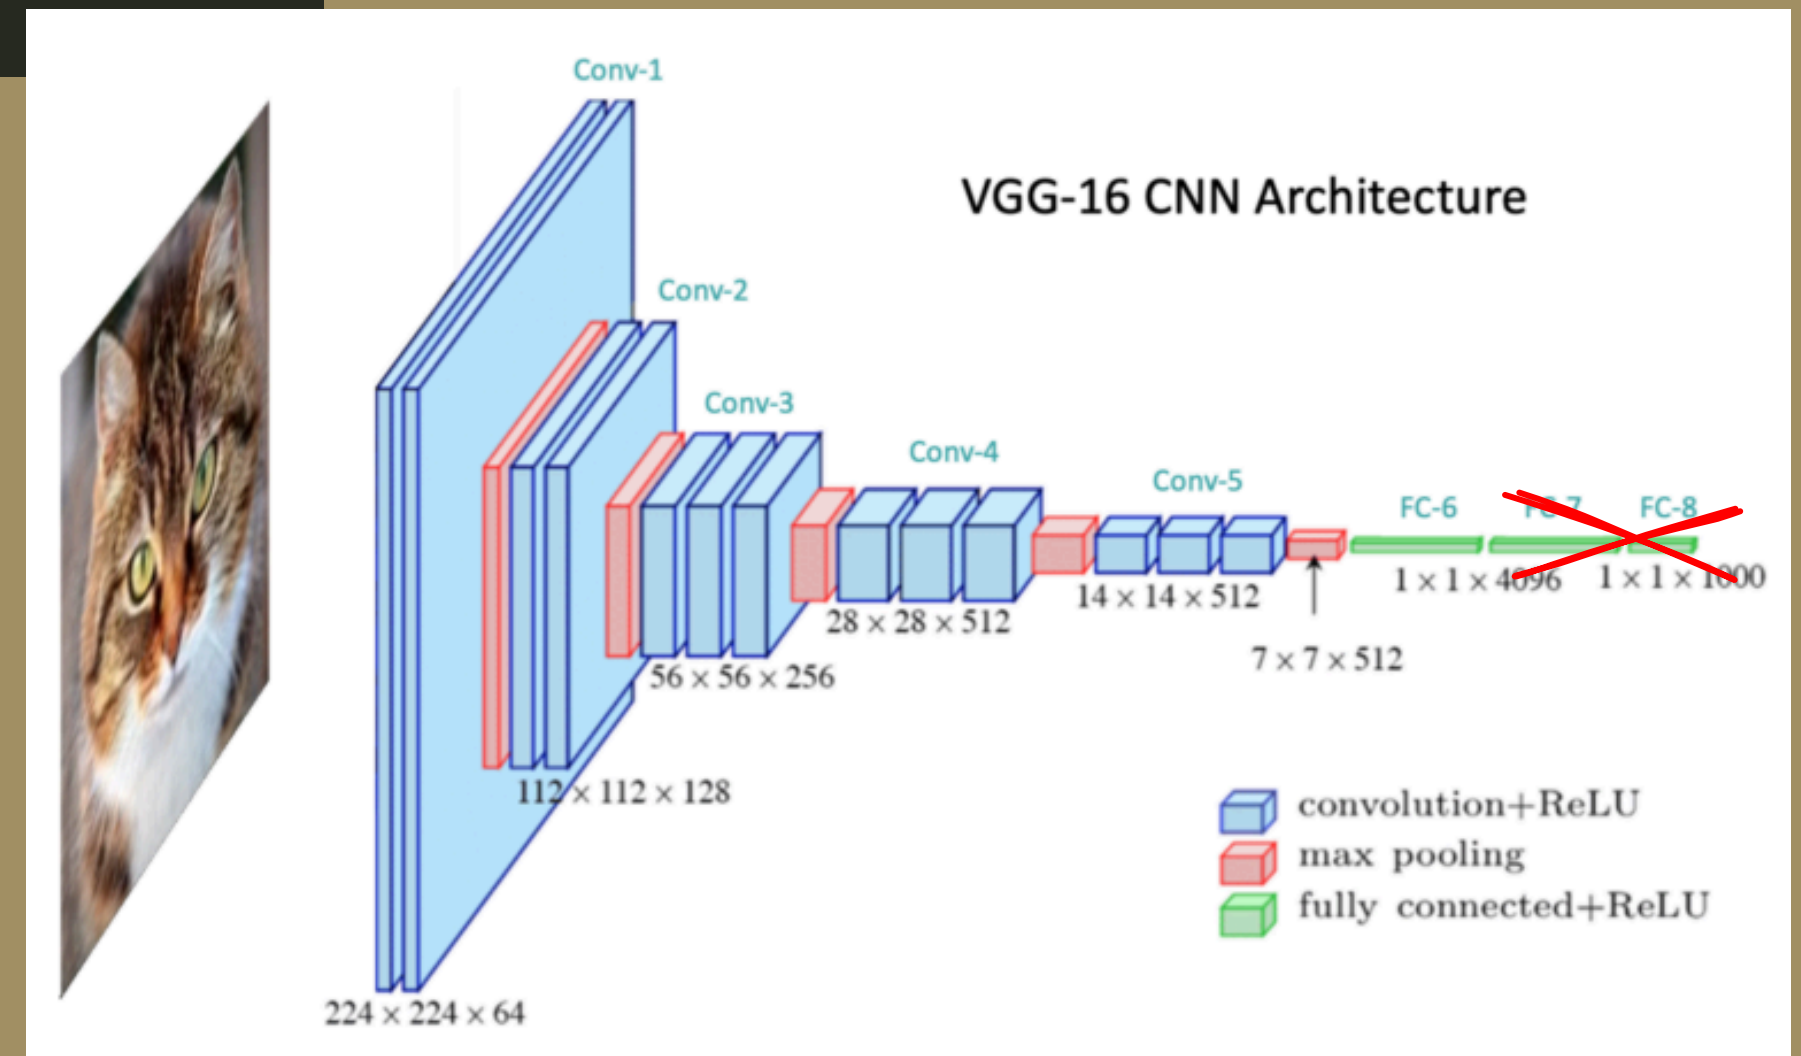 Conv-1
VGG-16 CNN Architecture
Conv-2
Conv-3
Conv-4
Conv-5
FC-6
FC-7
FC-8
1 × 1 × 4096
1 × 1 × 1000
14 × 14 × 512
28 × 28 × 512
7 × 7 × 512
56 × 56 × 256
112 × 112 × 128
convolution+ReLU
max pooling
fully connected+ReLU
224 × 224 × 64